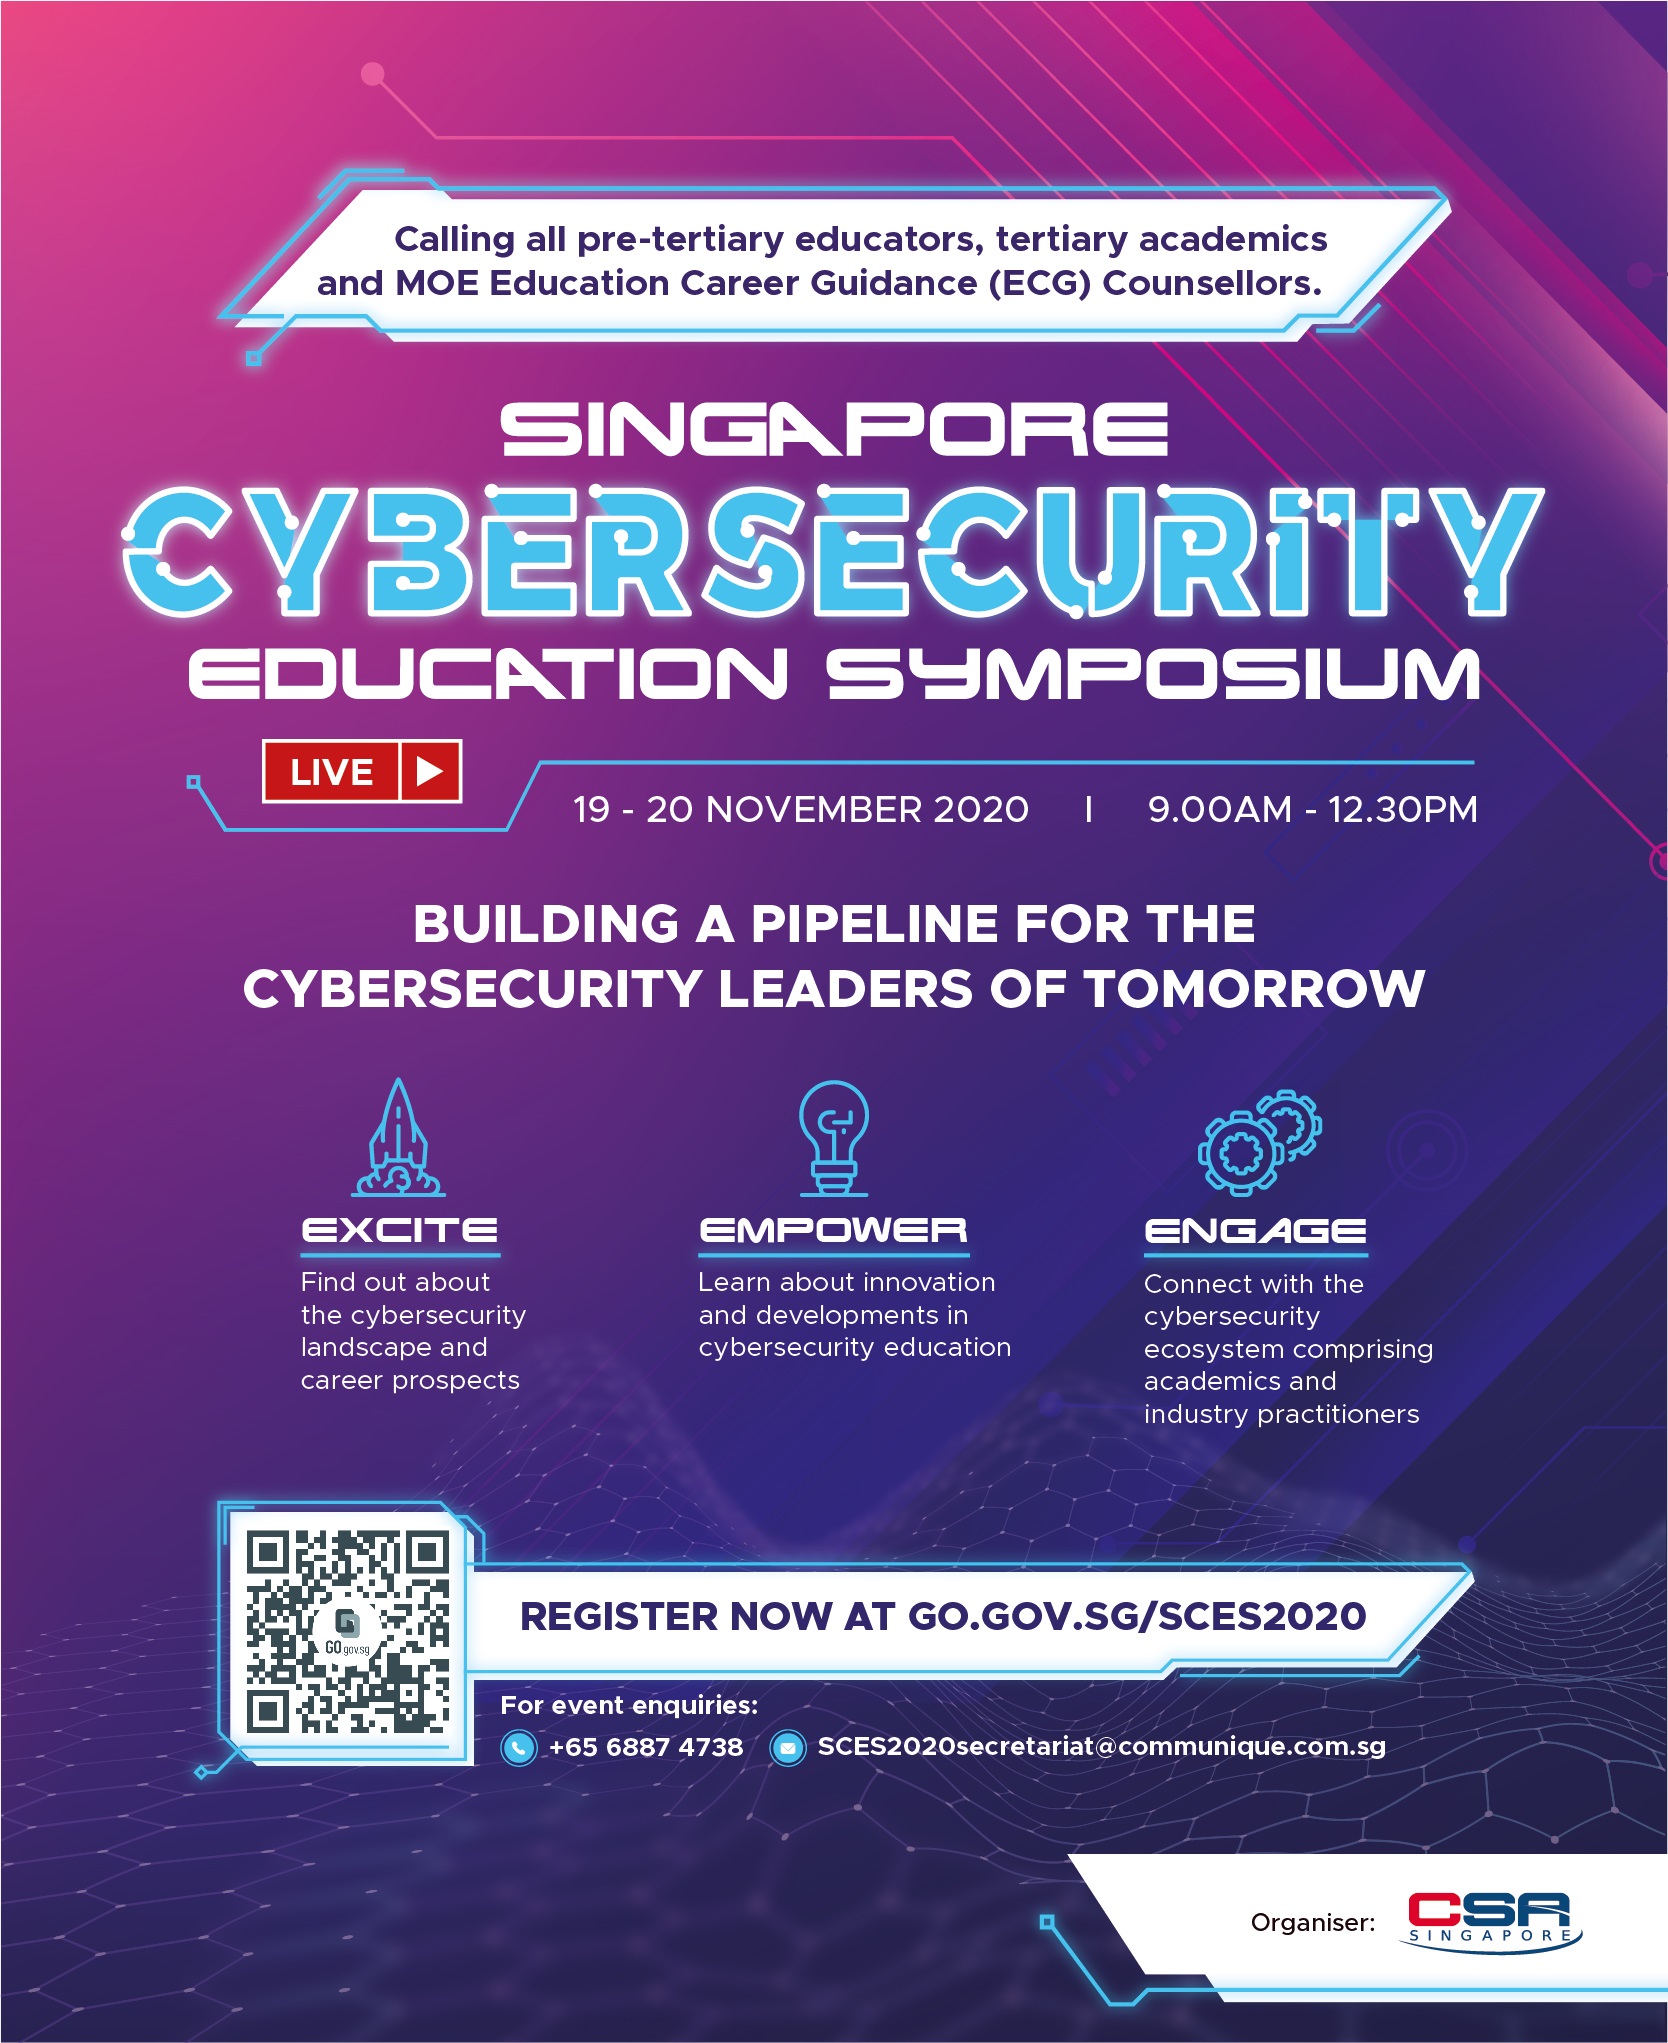 Calling all pre-tertiary educators, tertiary academics
and MOE Education Career Guidance (ECG) Counsellors.
SINGAPORE
CYBERSECURITY
EDUCATION SYMPOSIUM
LIVE
19 - 20 NOVEMBER 2020 | 9.00AM - 12.30PM
BUILDING A PIPELINE FOR THE
CYBERSECURITY LEADERS OF TOMORROW
EXCITE
Find out about
the cybersecurity
landscape and
career prospects
EMPOWER
Learn about innovation
and developments in
cybersecurity education
ENGAGE
Connect with the
cybersecurity
ecosystem comprising
academics and
industry practitioners
GO.gov.sg
REGISTER NOW AT GO.GOV.SG/SCES2020
For event enquiries:
+65 6887 4738 SCES2020secretariat@communique.com.sg
Organiser:
CSA
SINGAPORE